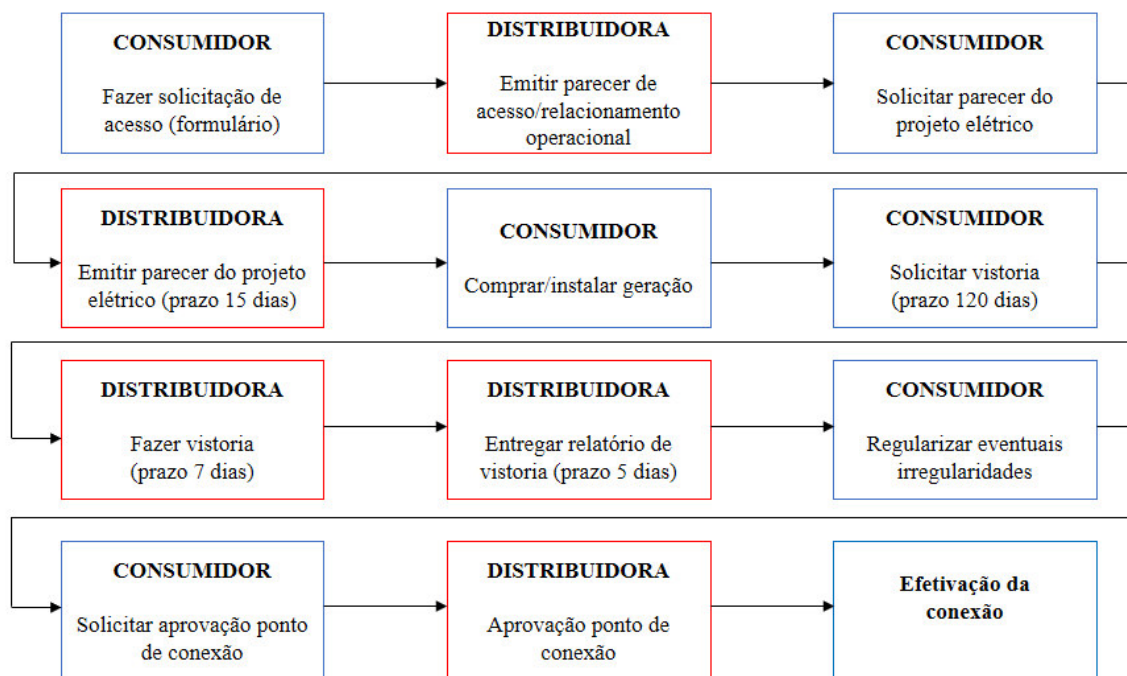 CONSUMIDOR
Fazer solicitação de
acesso (formulário)
DISTRIBUIDORA
Emitir parecer de
acesso/relacionamento
operacional
CONSUMIDOR
Solicitar parecer do
projeto elétrico
DISTRIBUIDORA
Emitir parecer do projeto
elétrico (prazo 15 dias)
CONSUMIDOR
Comprar/instalar geração
CONSUMIDOR
Solicitar vistoria
(prazo 120 dias)
DISTRIBUIDORA
Fazer vistoria
(prazo 7 dias)
DISTRIBUIDORA
Entregar relatório de
vistoria (prazo 5 dias)
CONSUMIDOR
Regularizar eventuais
irregularidades
CONSUMIDOR
Solicitar aprovação ponto
de conexão
DISTRIBUIDORA
Aprovação ponto de
conexão
Efetivação da
conexão